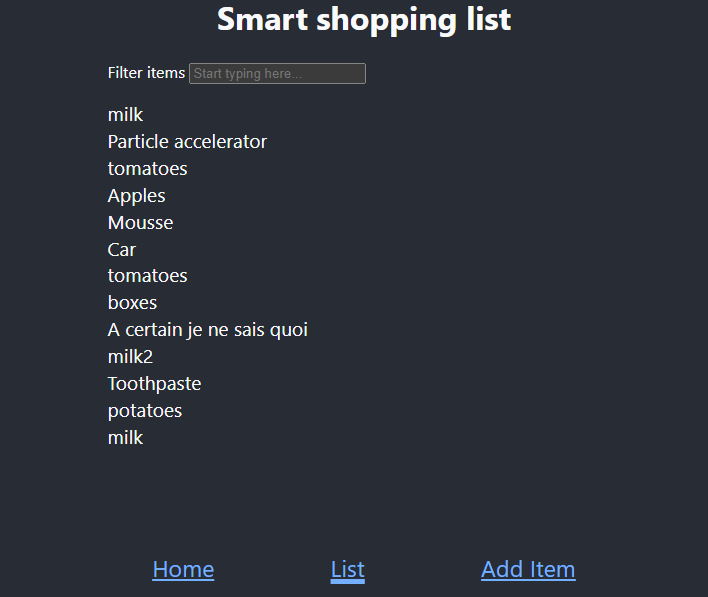 Smart shopping list
Filter items Start typing here...
milk
Particle accelerator
tomatoes
Apples
Mousse
Car
tomatoes
boxes
A certain je ne sais quoi
milk2
Toothpaste
potatoes
milk
Home List Add Item